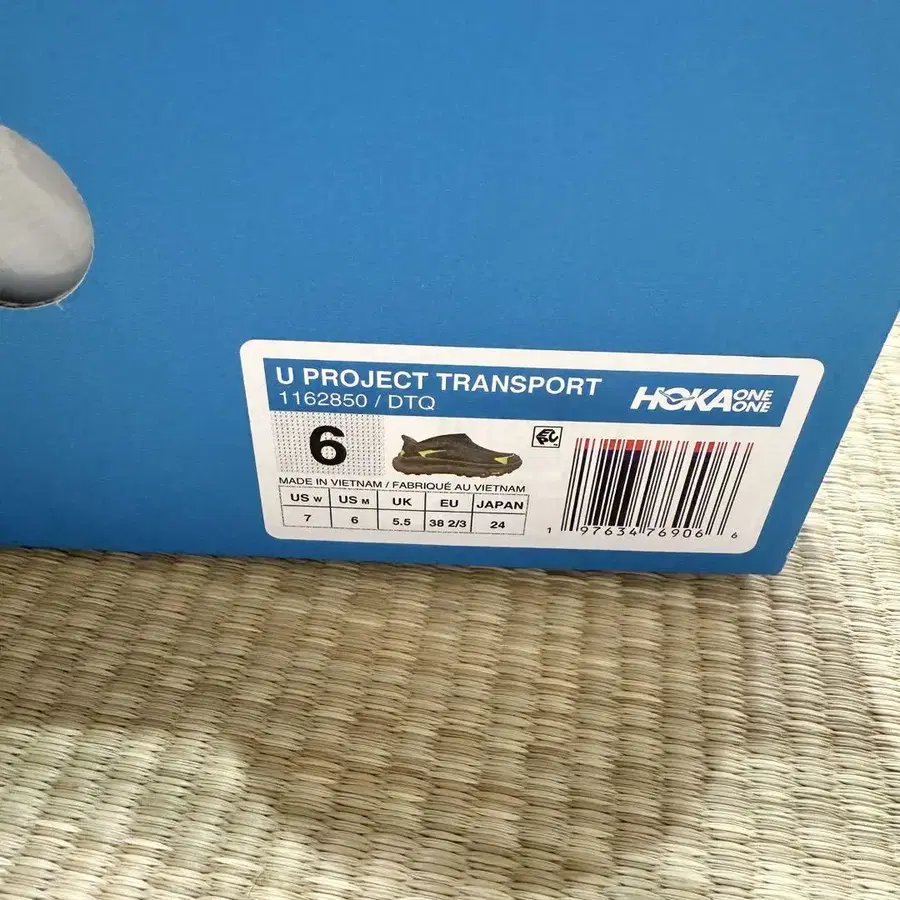 U PROJECT TRANSPORT
1162850 / DTQ
HOKA ONE ONE
6
MADE IN VIETNAM / FABRIQUÉ AU VIETNAM
US W US M UK EU JAPAN
7 6 5.5 38 2/3 24
1 97634 76906 6